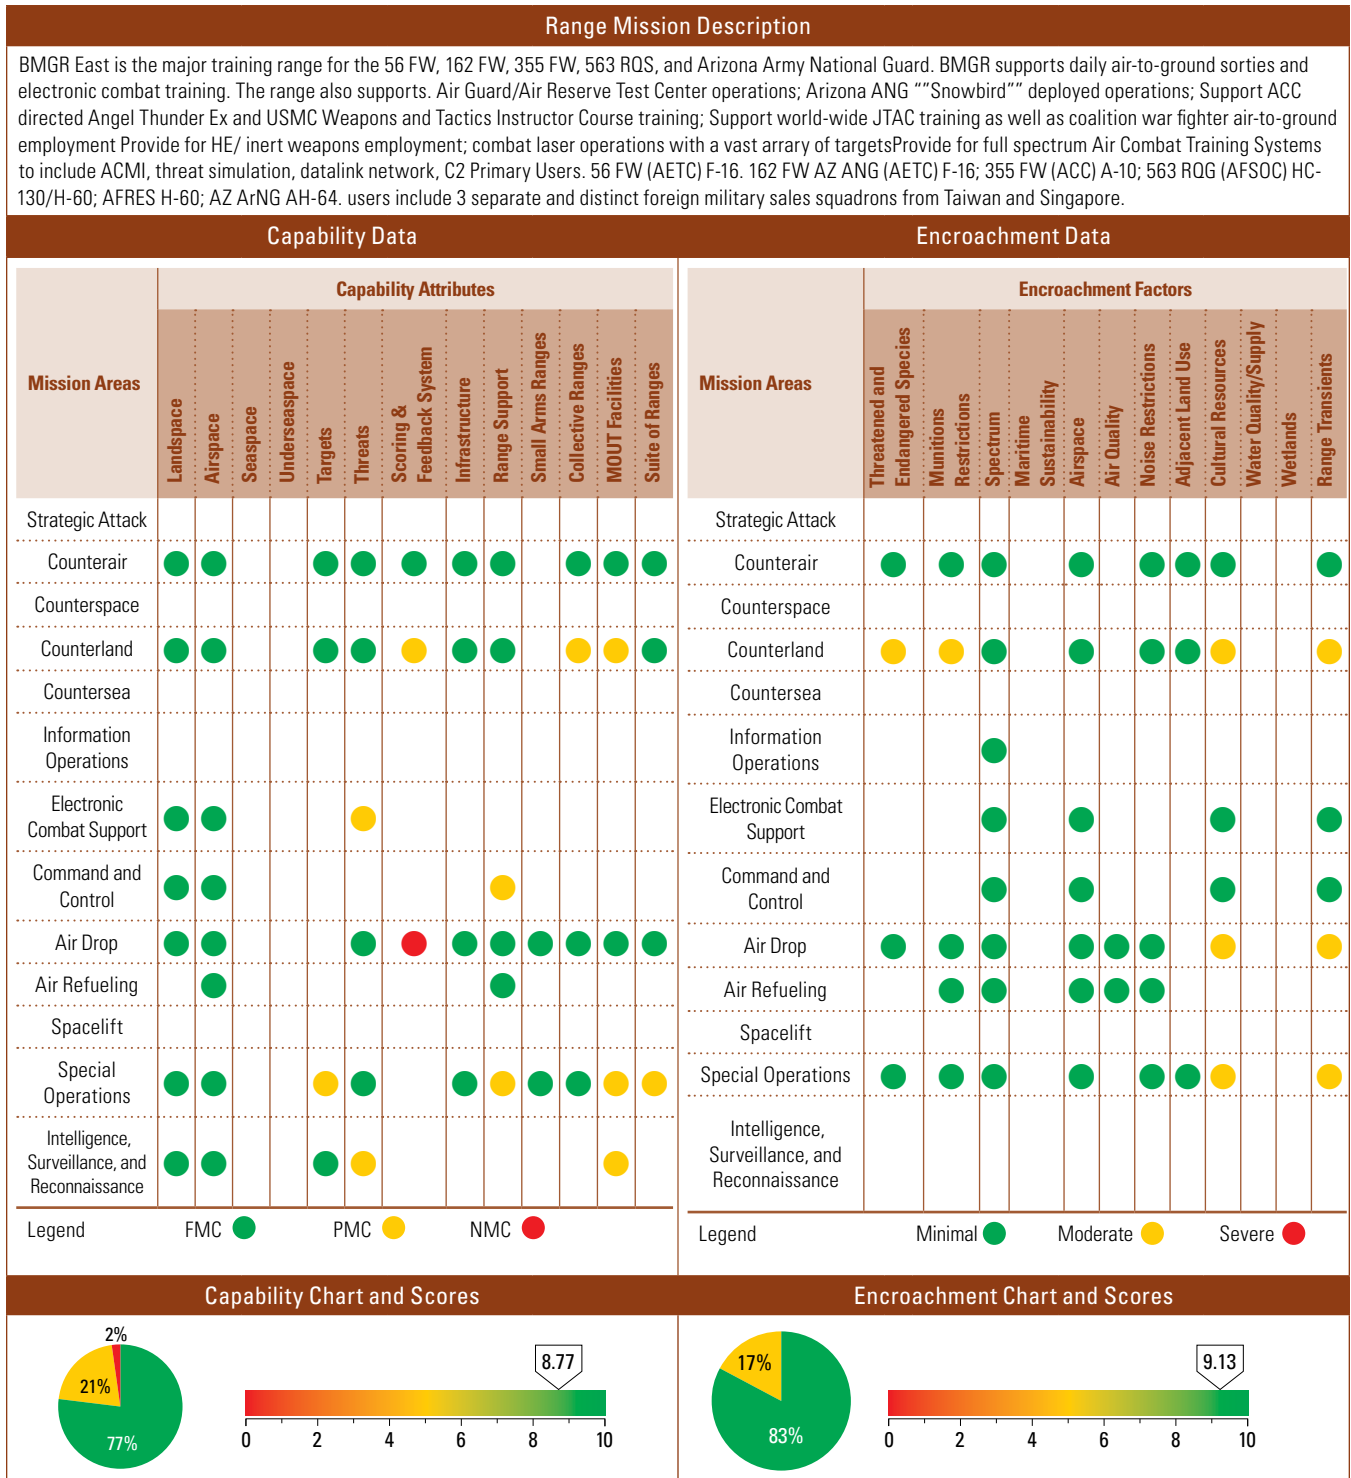 Range Mission Description
BMGR East is the major training range for the 56 FW, 162 FW, 355 FW, 563 RQS, and Arizona Army National Guard. BMGR supports daily air-to-ground sorties and
electronic combat training. The range also supports. Air Guard/Air Reserve Test Center operations; Arizona ANG ““Snowbird”” deployed operations; Support ACC
directed Angel Thunder Ex and USMC Weapons and Tactics Instructor Course training; Support world-wide JTAC training as well as coalition war fighter air-to-ground
employment Provide for HE/ inert weapons employment; combat laser operations with a vast arrary of targetsProvide for full spectrum Air Combat Training Systems
to include ACMI, threat simulation, datalink network, C2 Primary Users. 56 FW (AETC) F-16. 162 FW AZ ANG (AETC) F-16; 355 FW (ACC) A-10; 563 RQG (AFSOC) HC-
130/H-60; AFRES H-60; AZ ArNG AH-64. users include 3 separate and distinct foreign military sales squadrons from Taiwan and Singapore.
Capability Data
Mission Areas
Capability Attributes
Landspace
Airspace
Seaspace
Underseaspace
Targets
Threats
Scoring &
Feedback System
Infrastructure
Range Support
Small Arms Ranges
Collective Ranges
MOUT Facilities
Suite of Ranges
Strategic Attack
Counterair
Counterspace
Counterland
Countersea
Information
Operations
Electronic
Combat Support
Command and
Control
Air Drop
Air Refueling
Spacelift
Special
Operations
Intelligence,
Surveillance, and
Reconnaissance
Legend
FMC
PMC
NMC
Encroachment Data
Mission Areas
Encroachment Factors
Threatened and
Endangered Species
Munitions
Restrictions
Spectrum
Maritime
Sustainability
Airspace
Air Quality
Noise Restrictions
Adjacent Land Use
Cultural Resources
Water Quality/Supply
Wetlands
Range Transients
Strategic Attack
Counterair
Counterspace
Counterland
Countersea
Information
Operations
Electronic Combat
Support
Command and
Control
Air Drop
Air Refueling
Spacelift
Special Operations
Intelligence,
Surveillance, and
Reconnaissance
Legend
Minimal
Moderate
Severe
Capability Chart and Scores
2%
21%
77%
8.77
0 2 4 6 8 10
Encroachment Chart and Scores
17%
83%
9.13
0 2 4 6 8 10